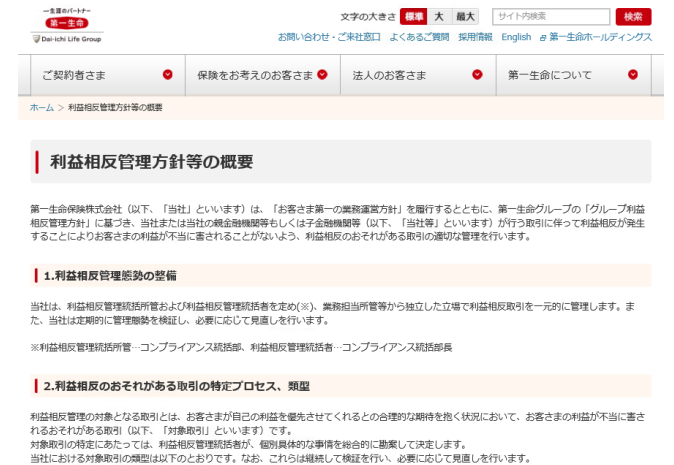 一生涯のパートナー
第一生命
Dai-ichi Life Group
文字の大きさ 標準 大 最大 サイト内検索 検索
お問い合わせ・ご来社窓口 よくあるご質問 採用情報 English 第一生命ホールディングス
ご契約者さま 保険をお考えのお客さま 法人のお客さま 第一生命について
ホーム > 利益相反管理方針等の概要
利益相反管理方針等の概要
第一生命保険株式会社（以下、「当社」といいます）は、「お客さま第一の業務運営方針」を履行するとともに、第一生命グループの「グループ利益
相反管理方針」に基づき、当社または当社の親金融機関等もしくは子金融機関等（以下、「当社等」といいます）が行う取引に伴って利益相反が発生
することによりお客さまの利益が不当に害されることがないよう、利益相反のおそれがある取引の適切な管理を行います。
1.利益相反管理態勢の整備
当社は、利益相反管理統括所管および利益相反管理統括者を定め(※)、業務担当所管等から独立した立場で利益相反取引を一元的に管理します。ま
た、当社は定期的に管理態勢を検証し、必要に応じて見直しを行います。
※利益相反管理統括所管…コンプライアンス統括部、利益相反管理統括者…コンプライアンス統括部長
2.利益相反のおそれがある取引の特定プロセス、類型
利益相反管理の対象となる取引とは、お客さまが自己の利益を優先させてくれるとの合理的な期待を抱く状況において、お客さまの利益が不当に害さ
れるおそれがある取引（以下、「対象取引」といいます）です。
対象取引の特定にあたっては、利益相反管理統括者が、個別具体的な事情を総合的に勘案して決定します。
当社における対象取引の類型は以下のとおりです。なお、これらは継続して検証を行い、必要に応じて見直しを行います。